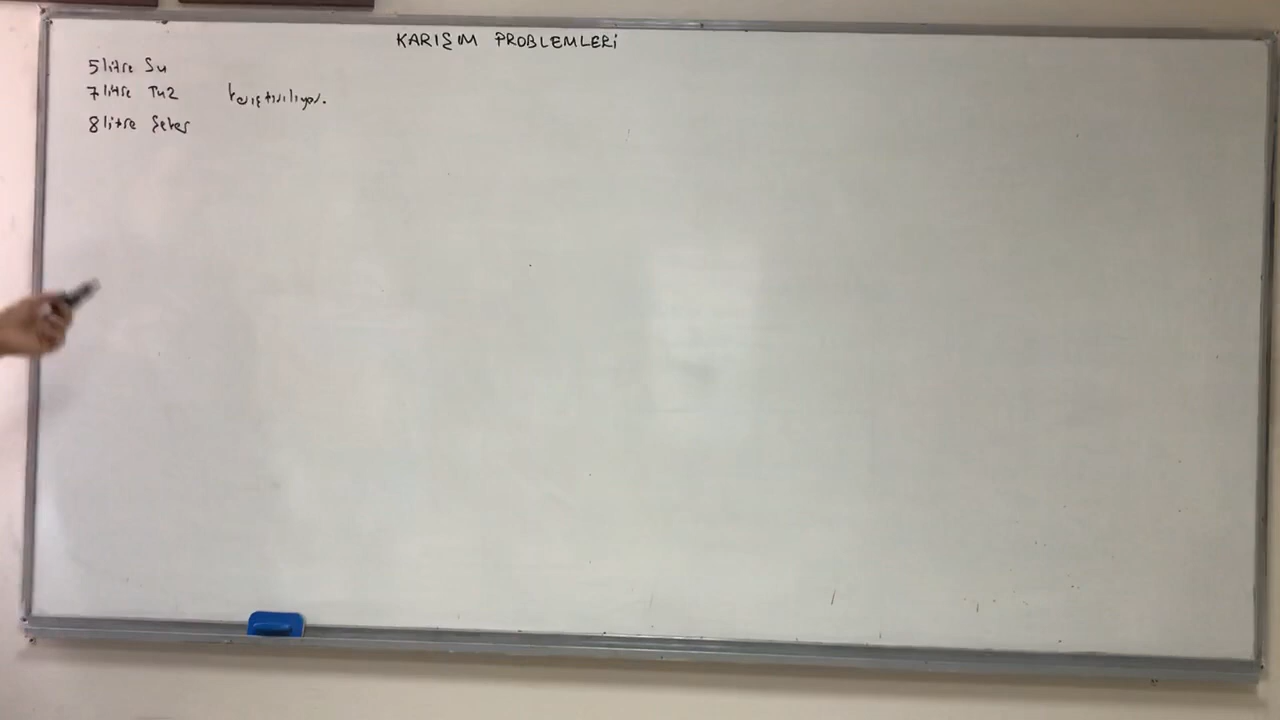 KARIŞIM PROBLEMLERİ
5 litre Su
7 litre Tuz karıştırılıyor.
8 litre Şeker